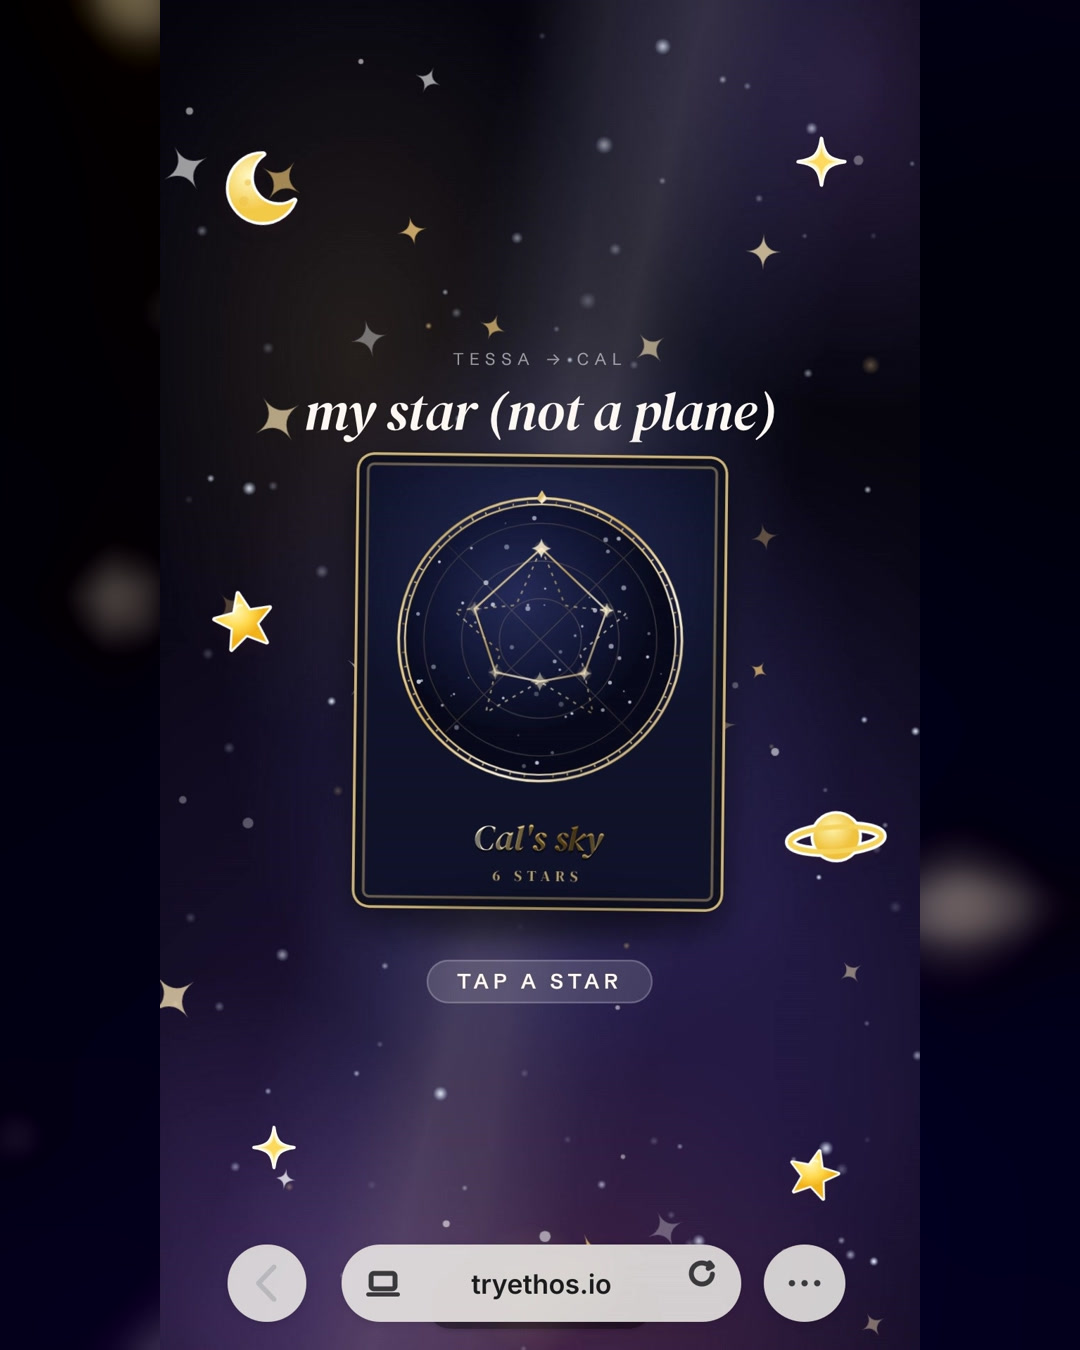 TESSA → CAL
my star (not a plane)
Cal's sky
6 STARS
TAP A STAR
tryethos.io